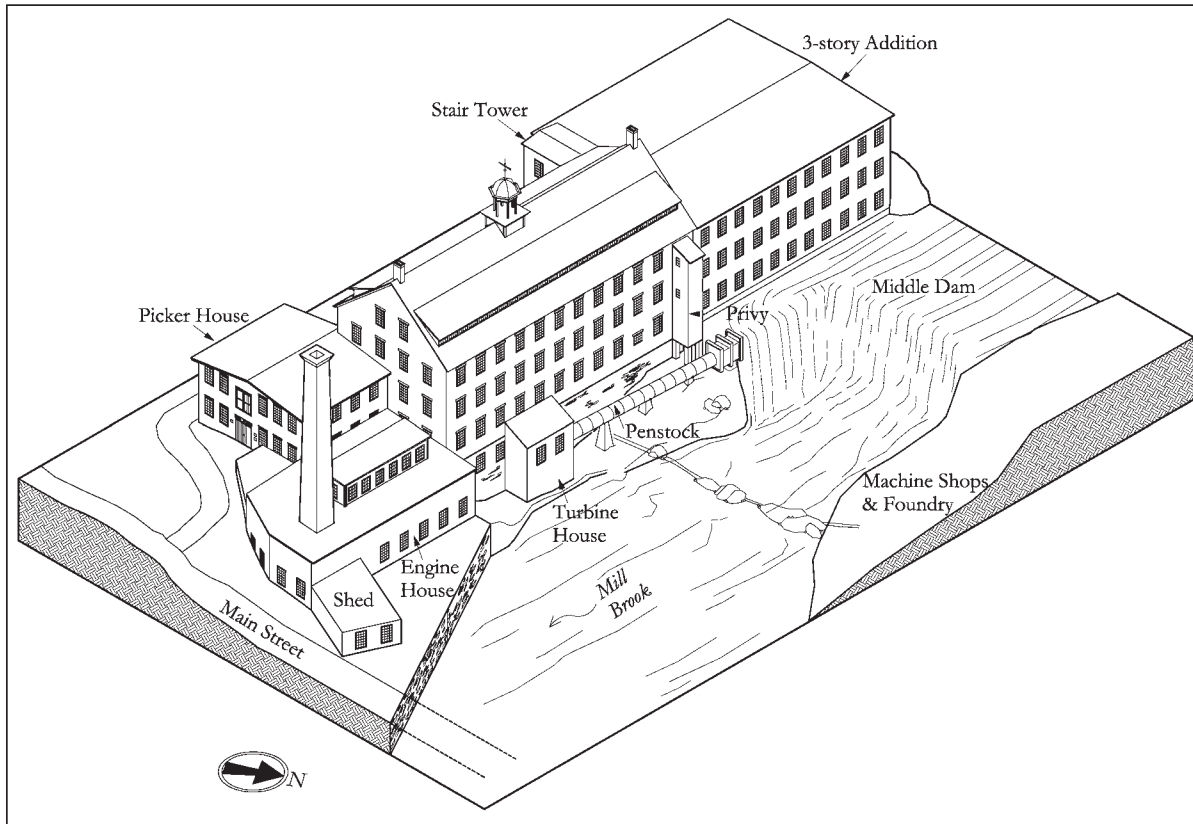 3-story Addition
Stair Tower
Middle Dam
Picker House
Privy
Penstock
Machine Shops
& Foundry
Turbine
House
Engine
House
Mill
Brook
Shed
Main Street
N